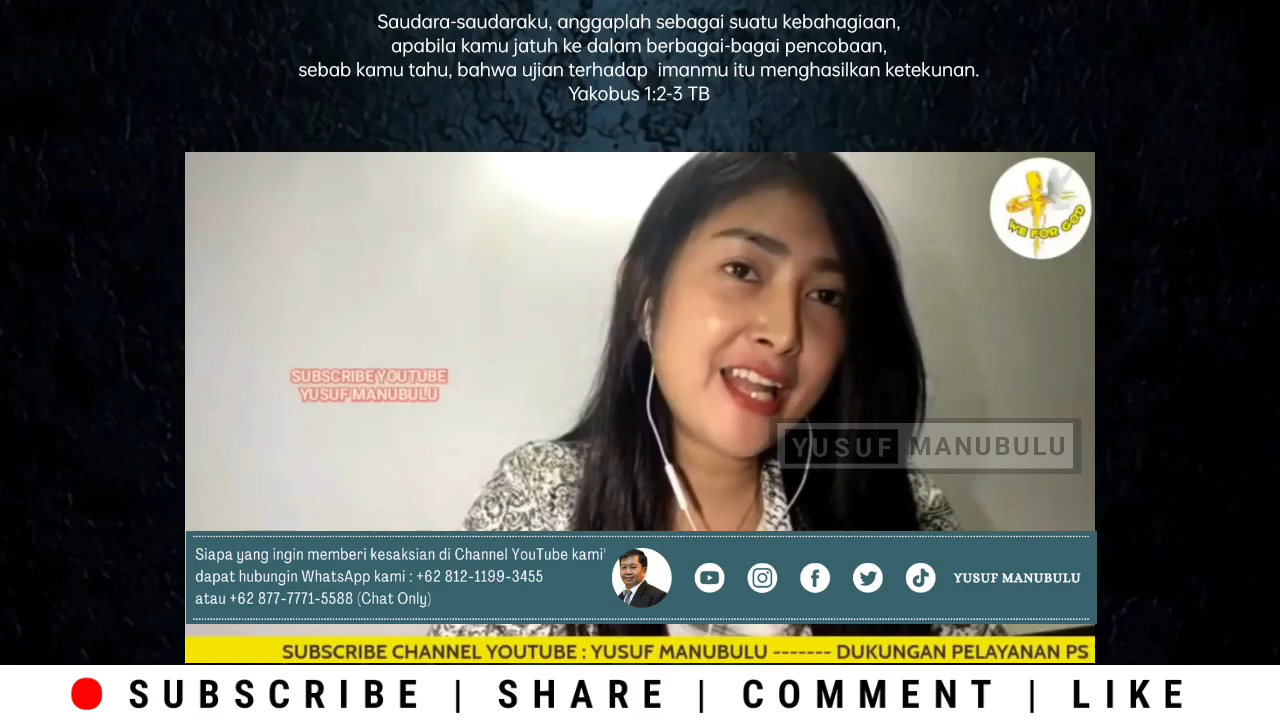 Saudara-saudaraku, anggaplah sebagai suatu kebahagiaan,
apabila kamu jatuh ke dalam berbagai-bagai pencobaan,
sebab kamu tahu, bahwa ujian terhadap imanmu itu menghasilkan ketekunan.
Yakobus 1:2-3 TB
WE FOR GOD
SUBSCRIBE YOUTUBE
YUSUF MANUBULU
YUSUF MANUBULU
Siapa yang ingin memberi kesaksian di Channel YouTube kami'
dapat hubungin WhatsApp kami : +62 812-1199-3455
atau +62 877-7771-5588 (Chat Only)
YUSUF MANUBULU
SUBSCRIBE CHANNEL YOUTUBE : YUSUF MANUBULU ------- DUKUNGAN PELAYANAN PS
SUBSCRIBE | SHARE | COMMENT | LIKE